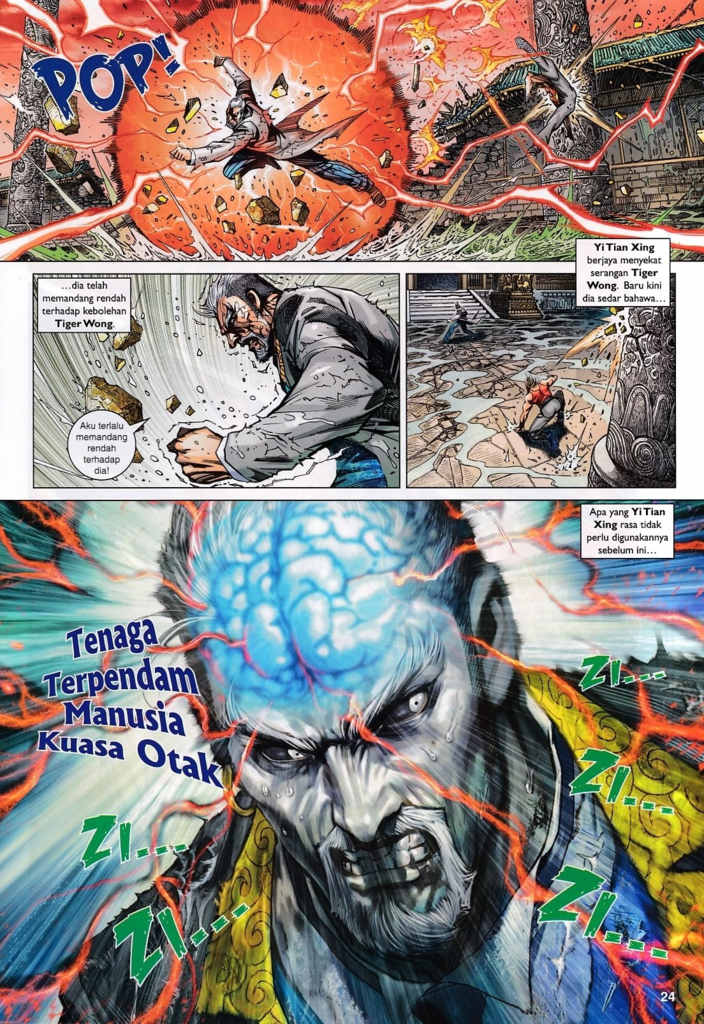 POP!
Yi Tian Xing
berjaya menyekat
serangan Tiger
Wong. Baru kini
dia sedar bahawa...
...dia telah
memandang rendah
terhadap kebolehan
Tiger Wong.
Aku terlalu
memandang
rendah
terhadap
dia!
Apa yang Yi Tian
Xing rasa tidak
perlu digunakannya
sebelum ini...
Tenaga
Terpendam
Manusia
Kuasa Otak
ZI...
ZI...
ZI...
ZI...
ZI...
24